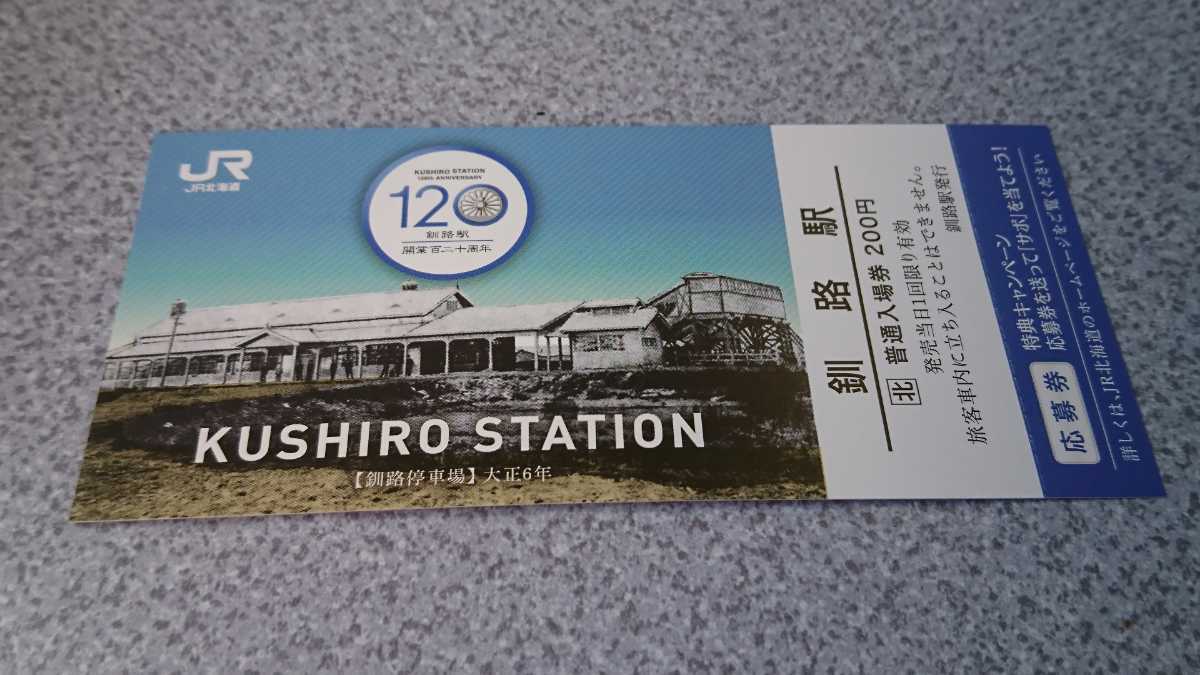 JR
JR北海道
KUSHIRO STATION
120th ANNIVERSARY
120
釧路駅
開業百二十周年
KUSHIRO STATION
【釧路停車場】大正6年
釧路駅
北 普通入場券 200円
発売当日1回限り有効
旅客車内に立ち入ることはできません。
釧路駅発行
応募券
特典キャンペーン
応募券を送って「サボ」を当てよう!
詳しくは、JR北海道のホームページをご覧ください